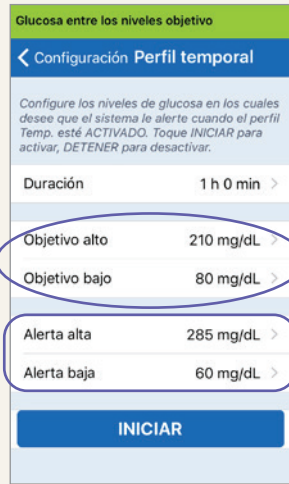 Glucosa entre los niveles objetivo
Configuración Perfil temporal
Configure los niveles de glucosa en los cuales
desee que el sistema le alerte cuando el perfil
Temp. esté ACTIVADO. Toque INICIAR para
activar, DETENER para desactivar.
Duración 1 h 0 min
Objetivo alto 210 mg/dL
Objetivo bajo 80 mg/dL
Alerta alta 285 mg/dL
Alerta baja 60 mg/dL
INICIAR